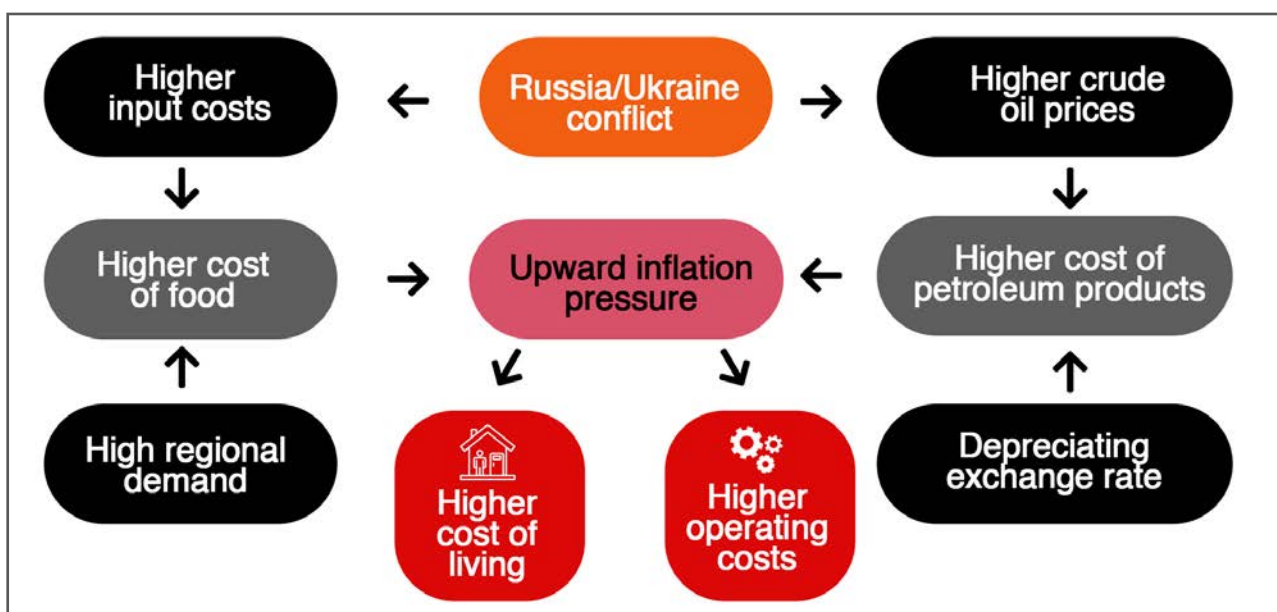 Higher
input costs
Russia/Ukraine
conflict
Higher crude
oil prices
Higher cost
of food
Upward inflation
pressure
Higher cost of
petroleum products
High regional
demand
Higher
cost of
living
Higher
operating
costs
Depreciating
exchange rate